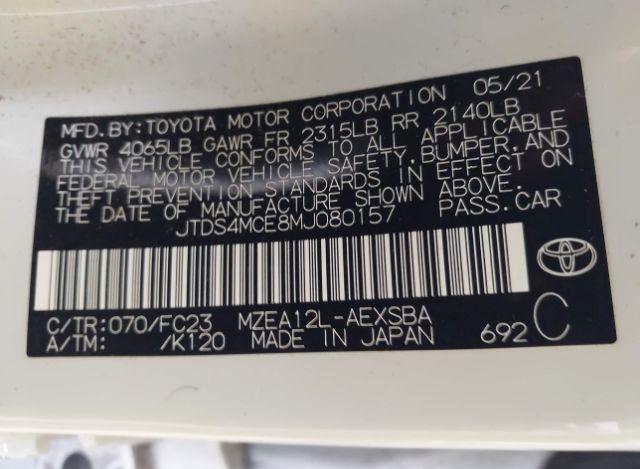 MFD. BY: TOYOTA MOTOR CORPORATION 05/21
GVWR 4065LB GAWR FR 2315LB RR 2140LB
THIS VEHICLE CONFORMS TO ALL APPLICABLE
FEDERAL MOTOR VEHICLE SAFETY, BUMPER, AND
THEFT PREVENTION STANDARDS IN EFFECT ON
THE DATE OF MANUFACTURE SHOWN ABOVE.
JTDS4MCE8MJ080157 PASS.CAR
C/TR:070/FC23 MZEA12L-AEXSBA
A/TM: /K120 MADE IN JAPAN 692 C